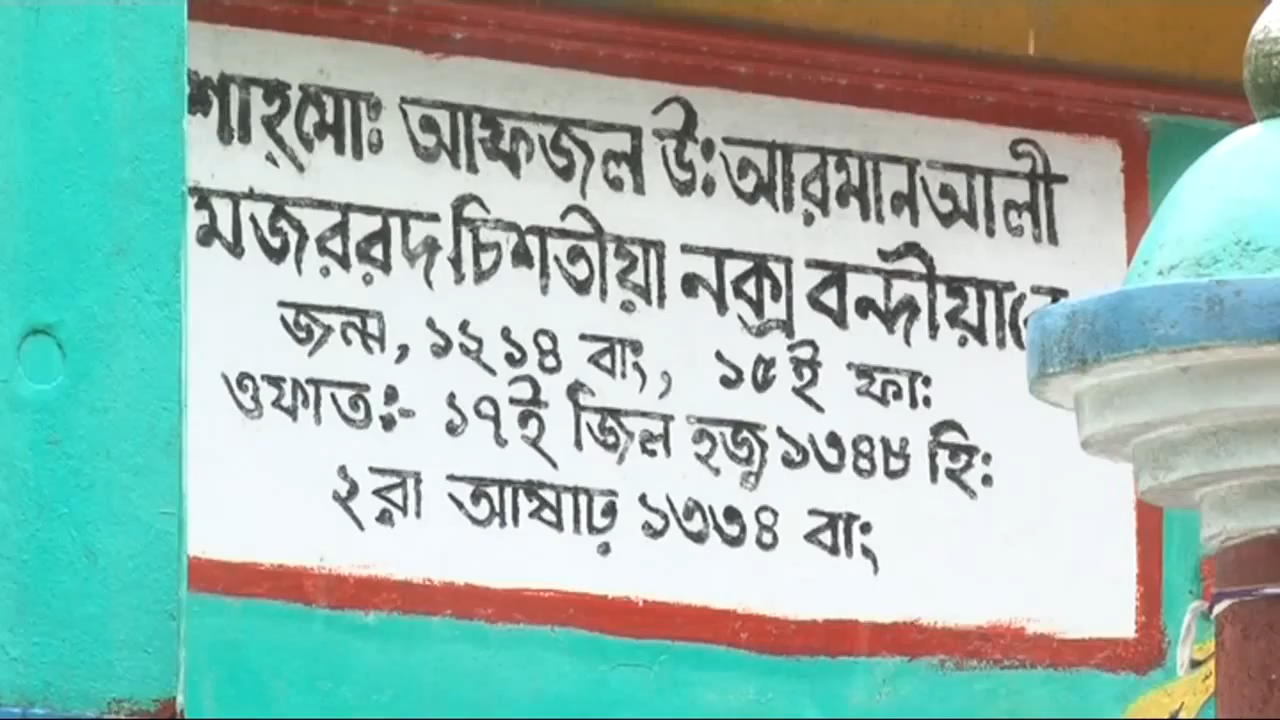 শাহ্ মোঃ আফজল উঃ আরমান আলী
মজররদ চিশতীয়া নক্সা বন্দীয়া
জন্ম, ১২১৪ বাং, ১৫ই ফাঃ
ওফাত:- ১৭ই জিল হজ্ব ১৩৪৮ হিঃ
২রা আষাঢ় ১৩৩৪ বাং